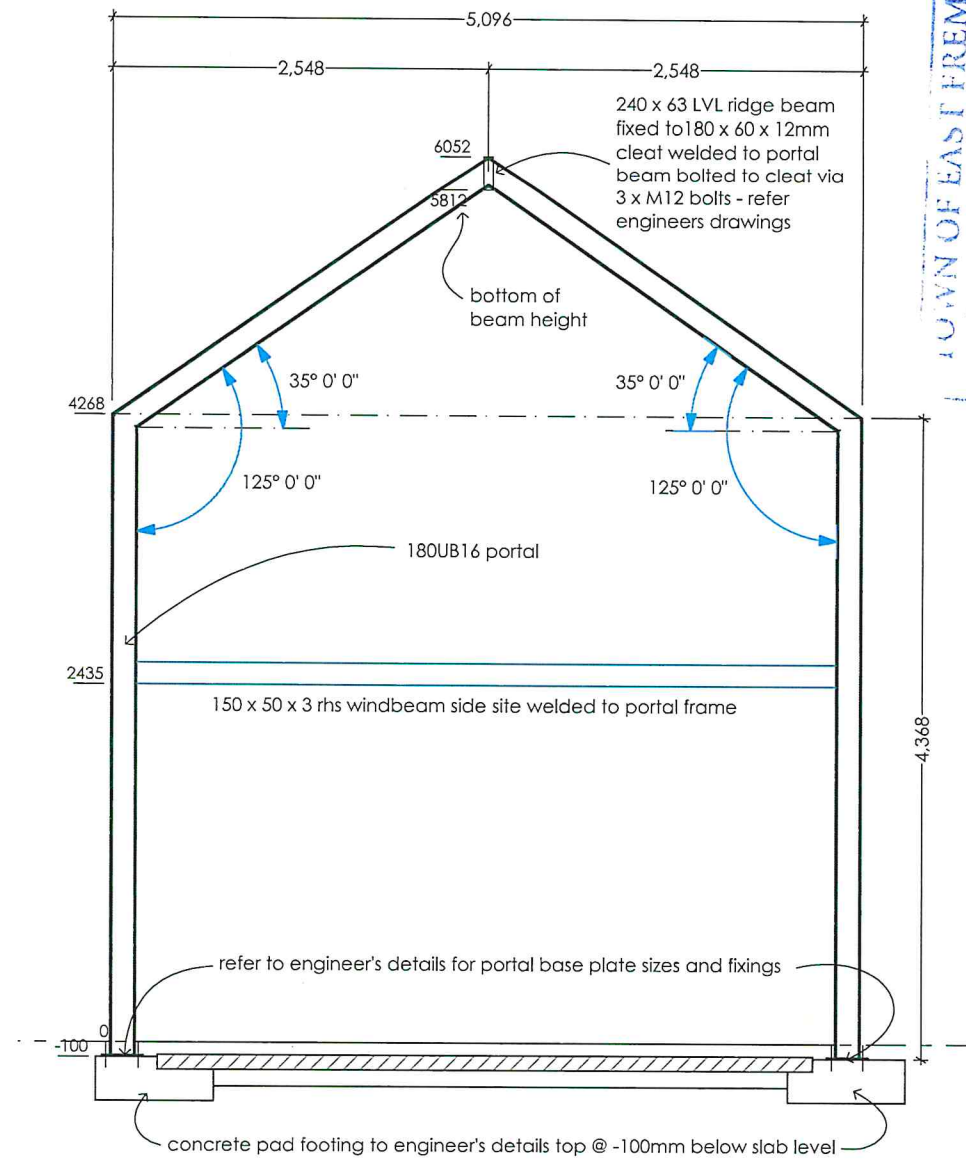 5,096
2,548
2,548
240 x 63 LVL ridge beam
fixed to180 x 60 x 12mm
cleat welded to portal
beam bolted to cleat via
3 x M12 bolts - refer
engineers drawings
6052
5812
bottom of
beam height
35° 0' 0"
35° 0' 0"
4268
125° 0' 0"
125° 0' 0"
180UB16 portal
2435
150 x 50 x 3 rhs windbeam side site welded to portal frame
4,368
refer to engineer's details for portal base plate sizes and fixings
0
-100
concrete pad footing to engineer's details top @ -100mm below slab level
TOWN OF EAST FREM